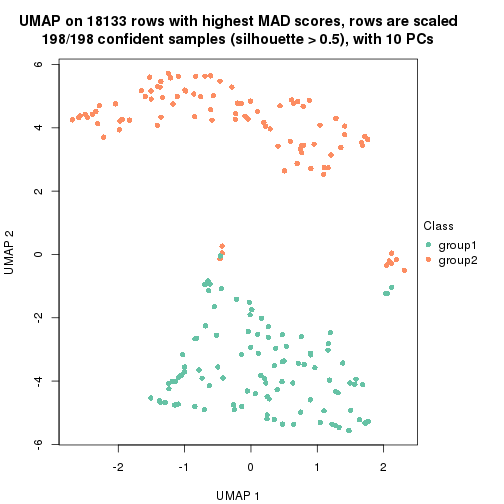 UMAP on 18133 rows with highest MAD scores, rows are scaled
198/198 confident samples (silhouette > 0.5), with 10 PCs
6
4
2
0
-2
-4
-6
UMAP 2
-2
-1
0
1
2
UMAP 1
Class
group1
group2